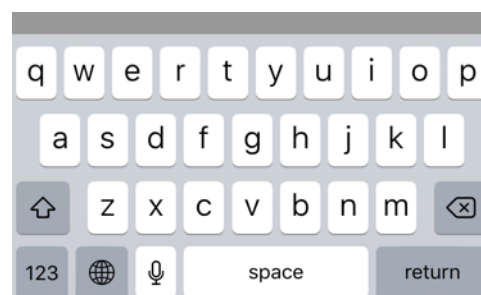 q w e r t y u i o p
a s d f g h j k l
z x c v b n m
123 space return